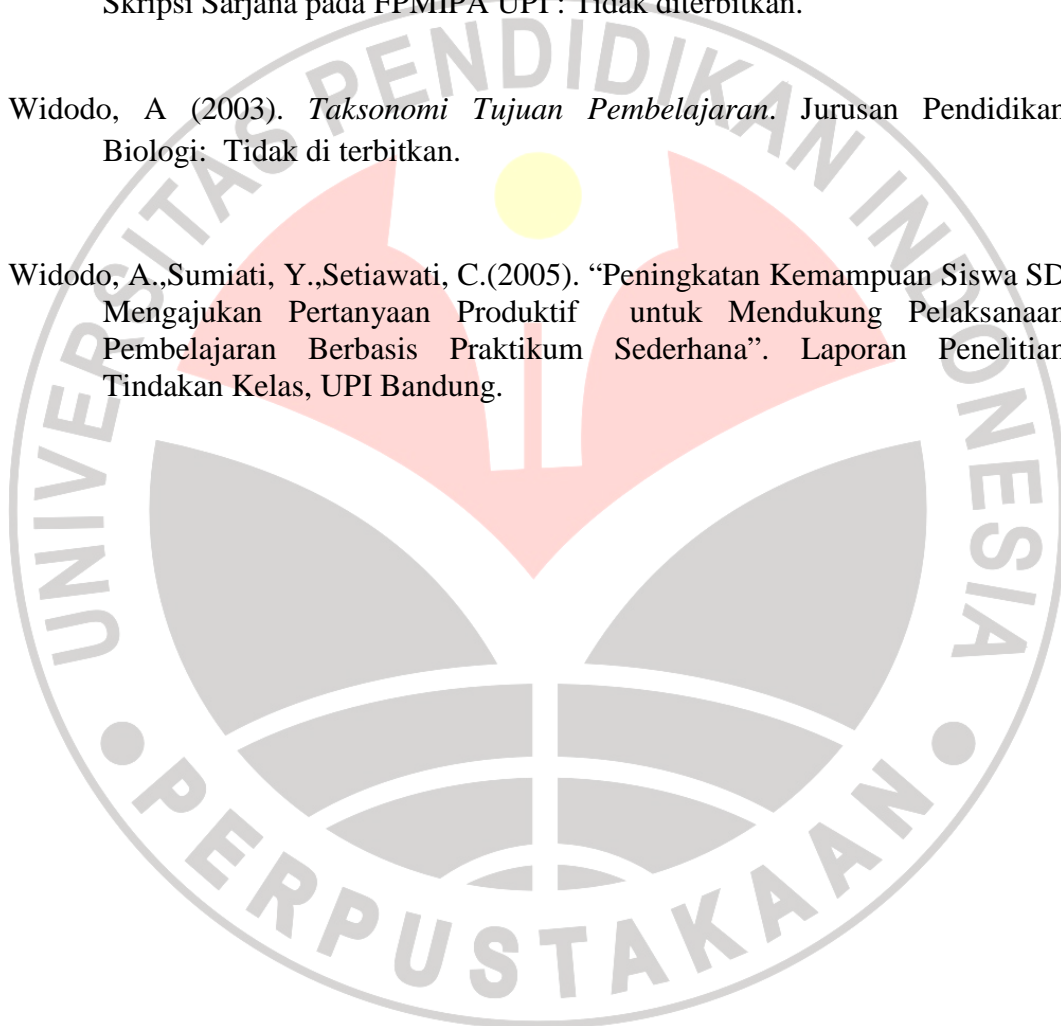 Skripsi Sarjana pada FPMIPA UPI : Tidak diterbitkan.
Widodo, A (2003). Taksonomi Tujuan Pembelajaran. Jurusan Pendidikan
Biologi: Tidak di terbitkan.
Widodo, A.,Sumiati, Y.,Setiawati, C.(2005). “Peningkatan Kemampuan Siswa SD
Mengajukan Pertanyaan Produktif untuk Mendukung Pelaksanaan
Pembelajaran Berbasis Praktikum Sederhana”. Laporan Penelitian
Tindakan Kelas, UPI Bandung.
UNIVERSITAS PENDIDIKAN INDONESIA
PERPUSTAKAAN